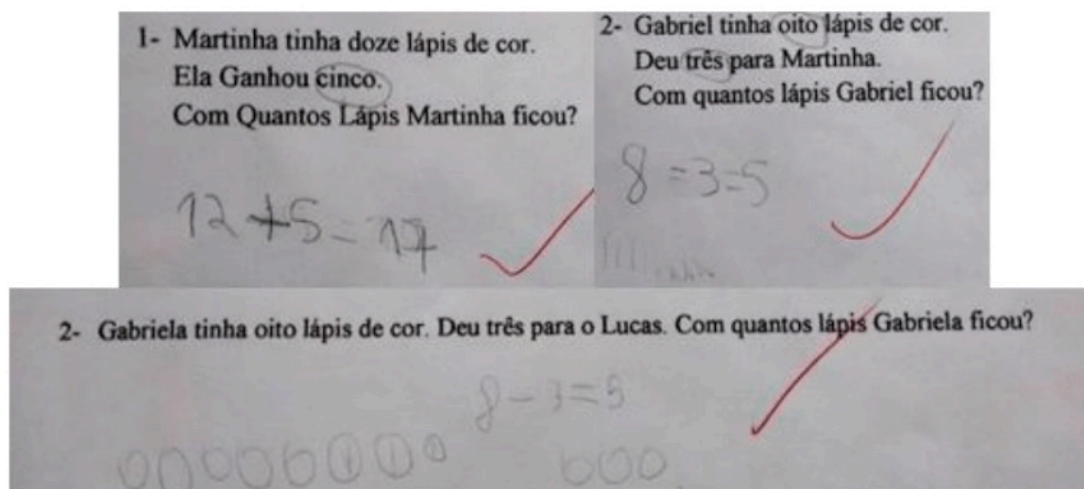 1- Martinha tinha doze lápis de cor.
Ela Ganhou cinco.
Com Quantos Lápis Martinha ficou?
12+5=17
2- Gabriel tinha oito lápis de cor.
Deu três para Martinha.
Com quantos lápis Gabriel ficou?
8=3=5
2- Gabriela tinha oito lápis de cor. Deu três para o Lucas. Com quantos lápis Gabriela ficou?
8-3=5